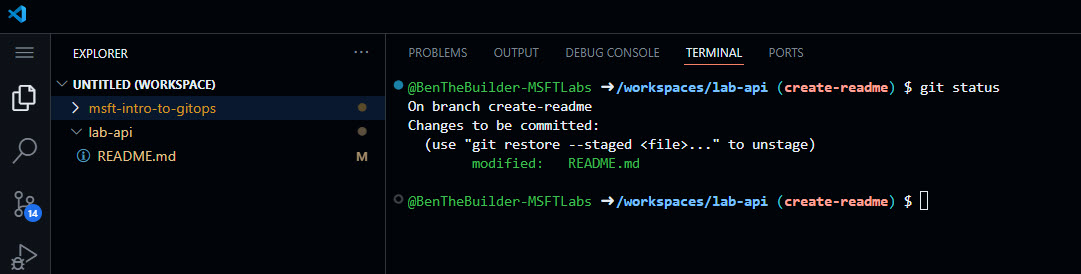 EXPLORER ...
UNTITLED (WORKSPACE)
msft-intro-to-gitops
lab-api
README.md M
14
PROBLEMS OUTPUT DEBUG CONSOLE TERMINAL PORTS
@BenTheBuilder-MSFTLabs ➜/workspaces/lab-api (create-readme) $ git status
On branch create-readme
Changes to be committed:
(use "git restore --staged <file>..." to unstage)
modified: README.md
@BenTheBuilder-MSFTLabs ➜/workspaces/lab-api (create-readme) $